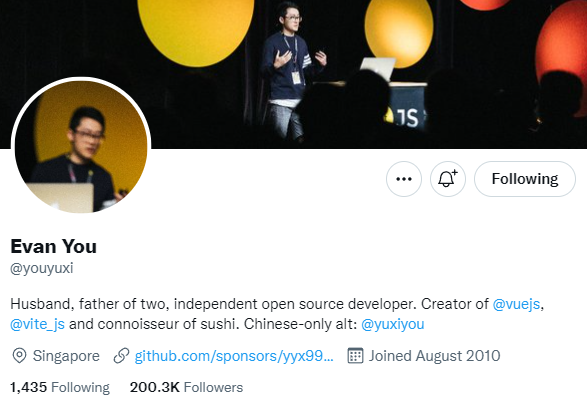 JS
Following
Evan You
@youyuxi
Husband, father of two, independent open source developer. Creator of @vuejs,
@vite_js and connoisseur of sushi. Chinese-only alt: @yuxiyou
Singapore github.com/sponsors/yyx99... Joined August 2010
1,435 Following 200.3K Followers